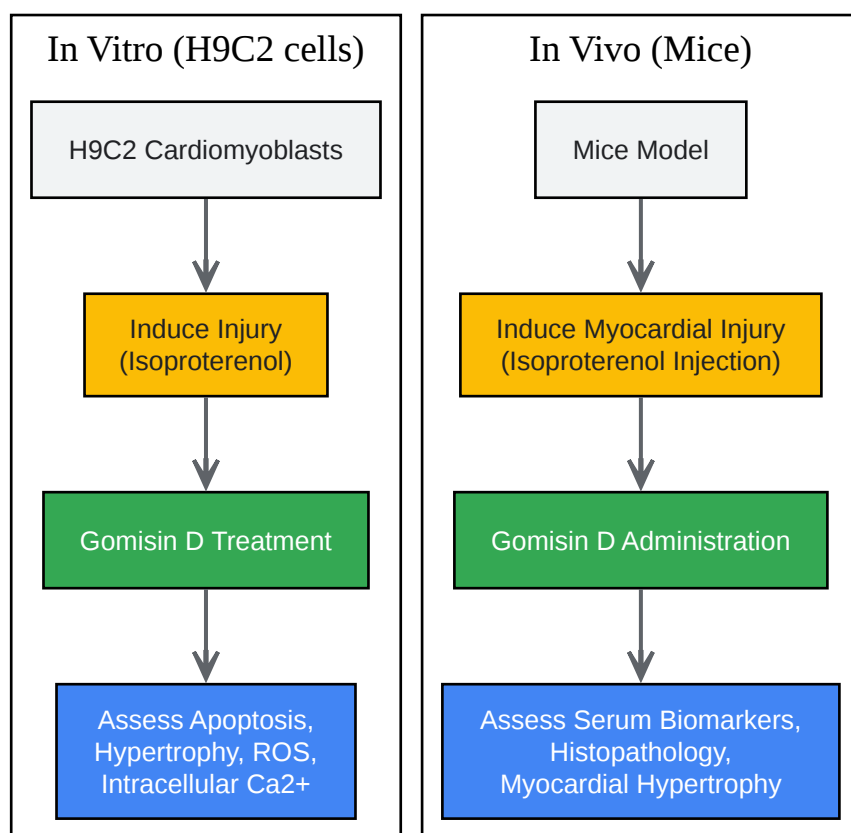 In Vitro (H9C2 cells)
H9C2 Cardiomyoblasts
Induce Injury
(Isoproterenol)
Gomisin D Treatment
Assess Apoptosis,
Hypertrophy, ROS,
Intracellular Ca2+
In Vivo (Mice)
Mice Model
Induce Myocardial Injury
(Isoproterenol Injection)
Gomisin D Administration
Assess Serum Biomarkers,
Histopathology,
Myocardial Hypertrophy